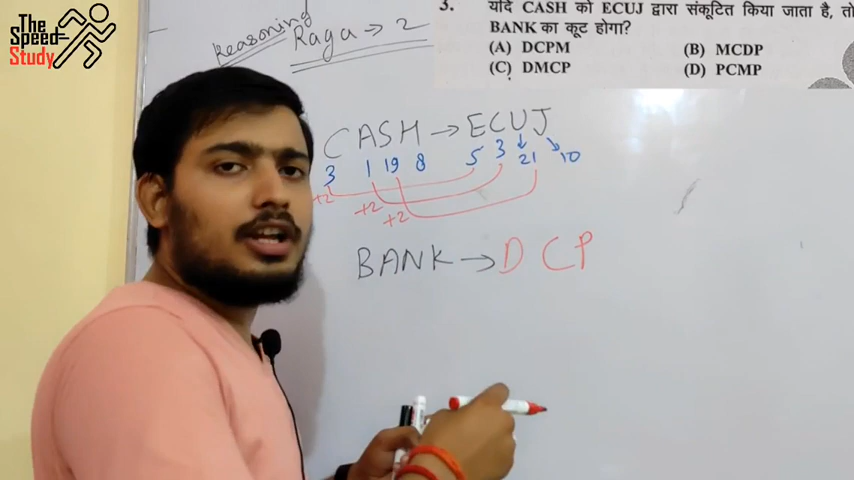 The
Speed
Study
Reasoning
Raga → 2
3. यदि CASH को ECUJ द्वारा संकूटित किया जाता है, तो
BANK का कूट होगा?
(A) DCPM (B) MCDP
(C) DMCP (D) PCMP
CASH → ECUJ
3 1 19 8 5 3 21 10
+2 +2 +2
BANK → D C P